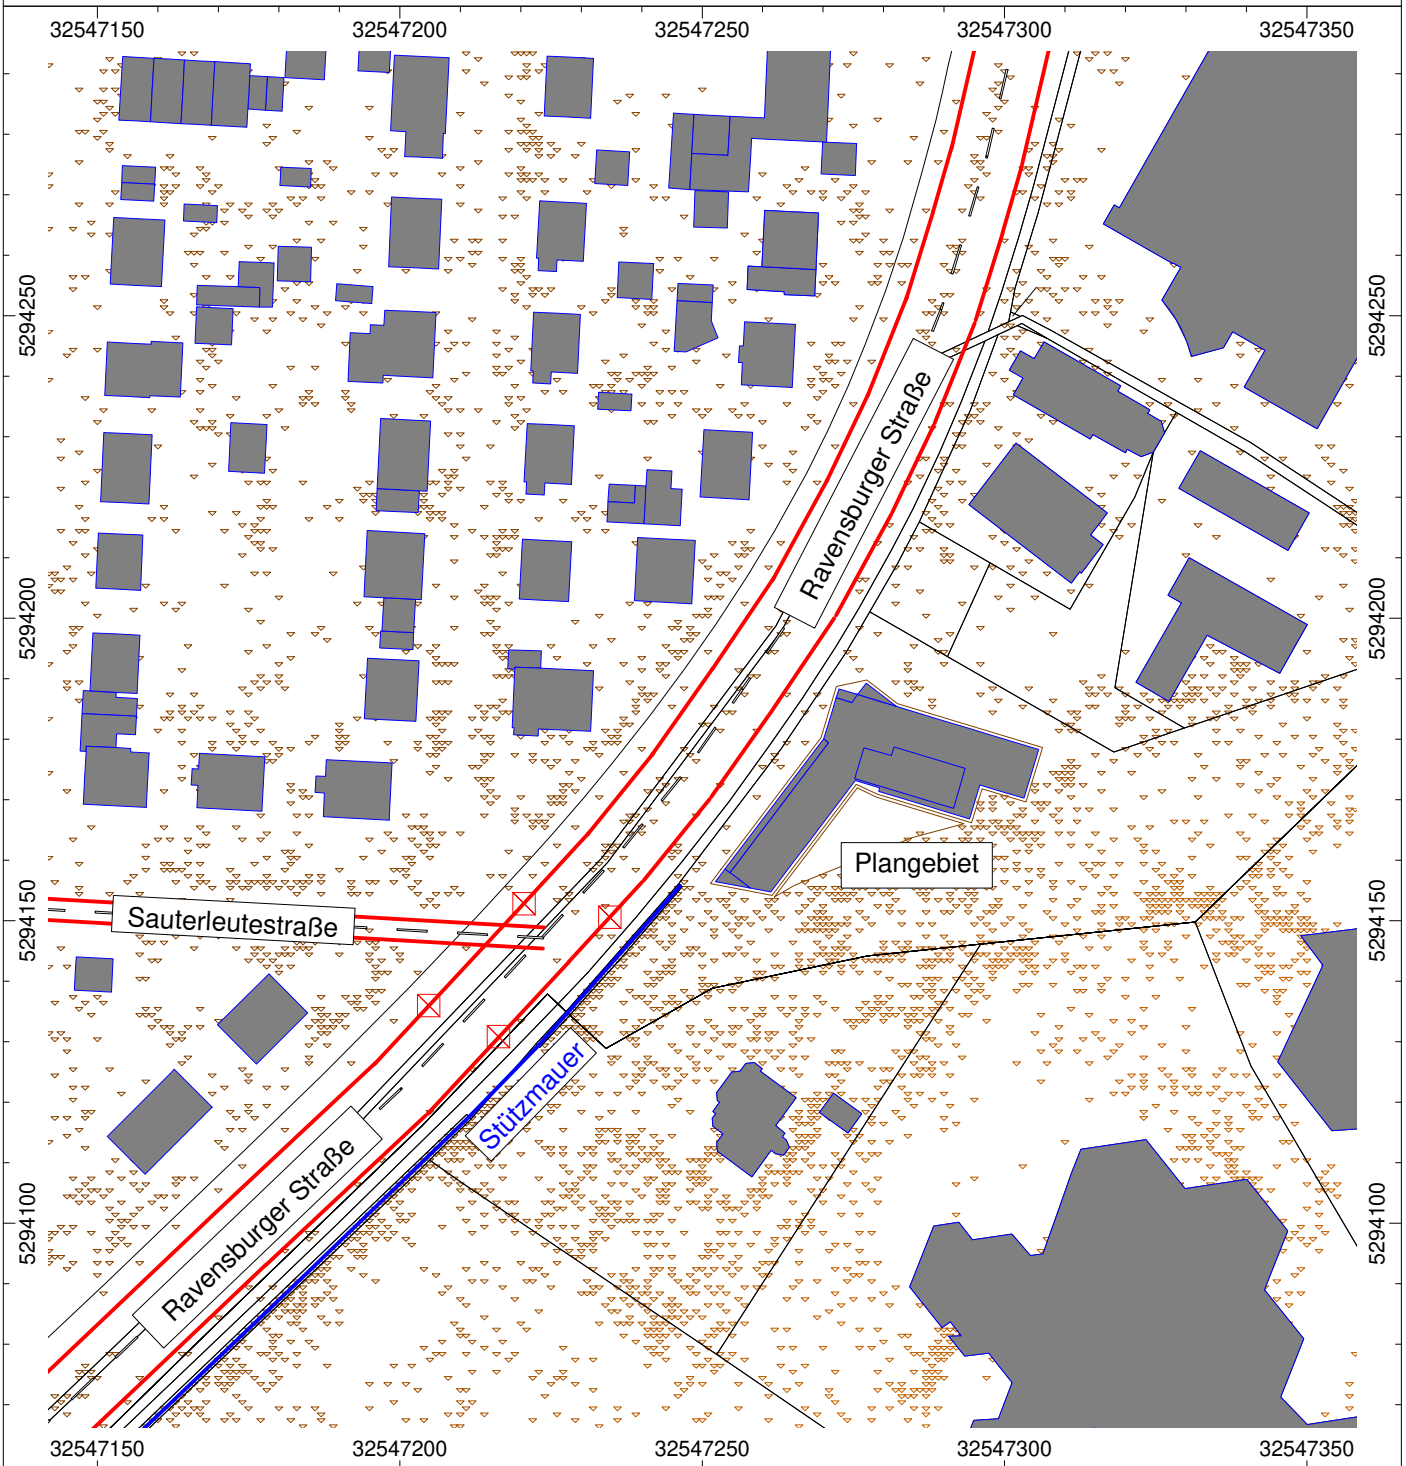 32547150 32547200 32547250 32547300 32547350
5294250 5294250
Ravensburger Straße
5294200 5294200
Plangebiet
5294150 5294150
Sauterleutestraße
Stützmauer
Ravensburger Straße
5294100 5294100
32547150 32547200 32547250 32547300 32547350